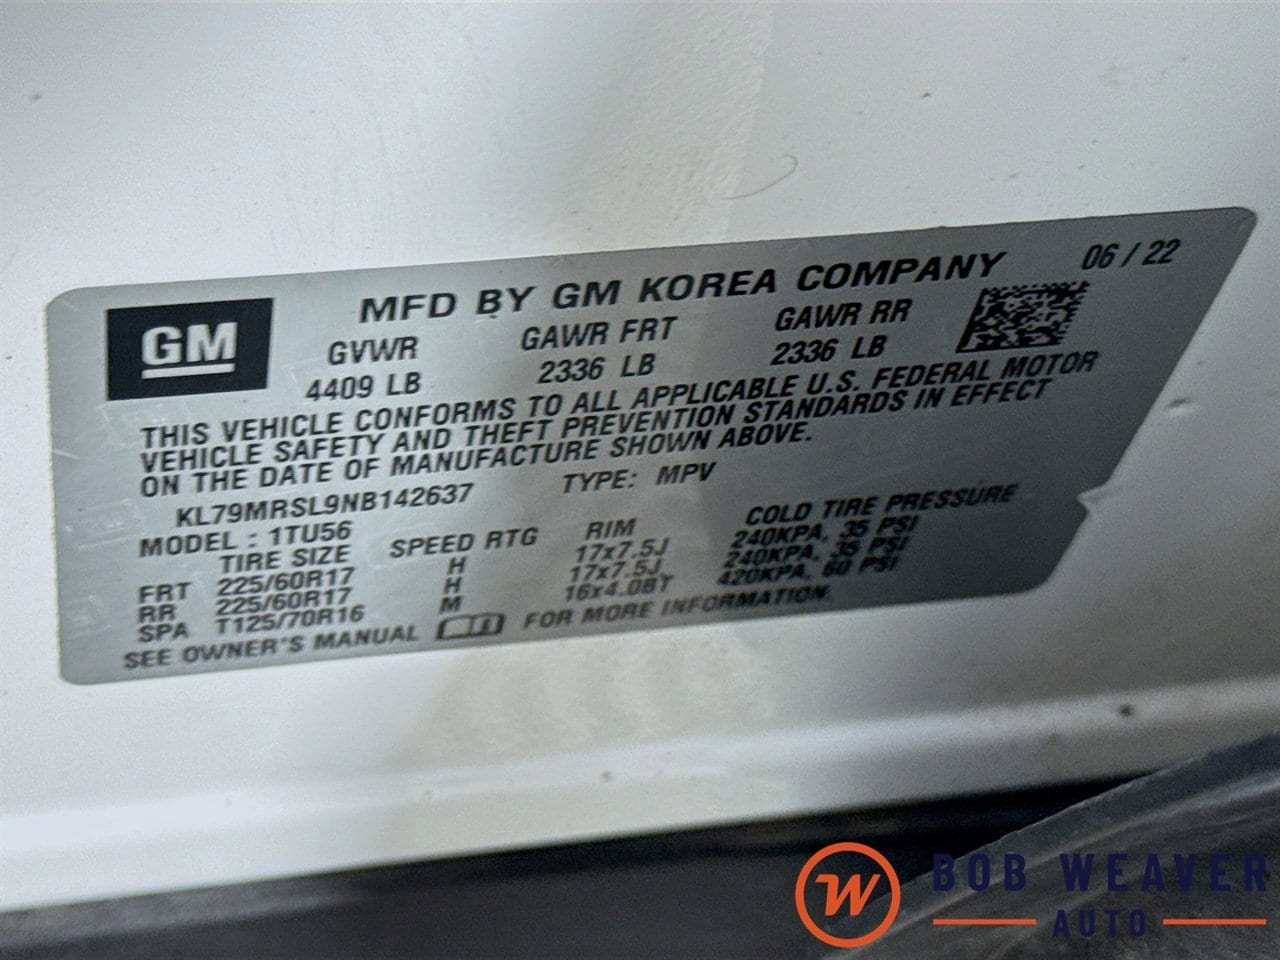 MFD BY GM KOREA COMPANY 06 / 22
GM
GVWR GAWR FRT GAWR RR
4409 LB 2336 LB 2336 LB
THIS VEHICLE CONFORMS TO ALL APPLICABLE U.S. FEDERAL MOTOR
VEHICLE SAFETY AND THEFT PREVENTION STANDARDS IN EFFECT
ON THE DATE OF MANUFACTURE SHOWN ABOVE.
KL79MRSL9NB142637 TYPE: MPV
MODEL : 1TU56
TIRE SIZE SPEED RTG RIM COLD TIRE PRESSURE
FRT 225/60R17 H 17x7.5J 240KPA, 35 PSI
RR 225/60R17 H 17x7.5J 240KPA, 35 PSI
SPA T125/70R16 M 16x4.0BT 420KPA, 60 PSI
SEE OWNER'S MANUAL FOR MORE INFORMATION.
W BOB WEAVER
AUTO